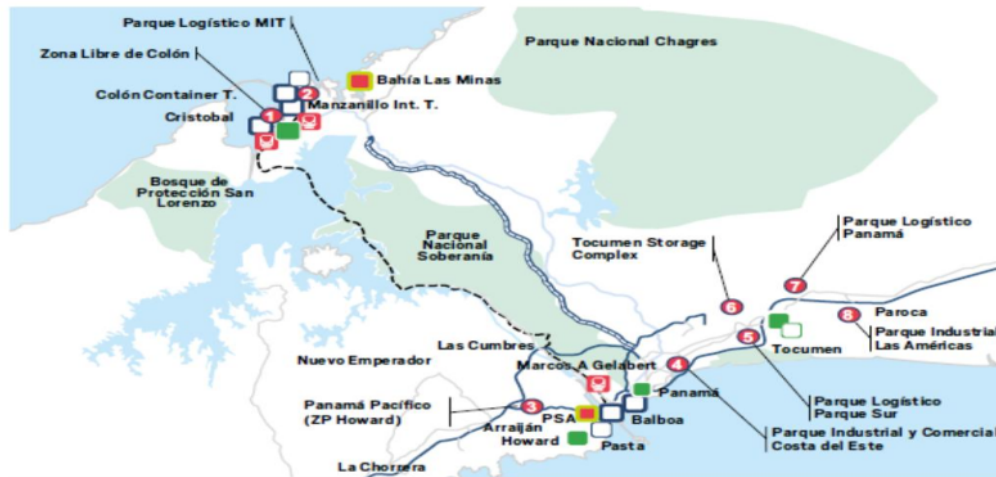 Parque Logístico MIT
Zona Libre de Colón
Parque Nacional Chagres
Bahía Las Minas
Colón Container T.
2
Manzanillo Int. T.
1
Cristobal
Bosque de
Protección San
Lorenzo
Parque
Nacional
Soberanía
Parque Logístico
Panamá
Tocumen Storage
Complex
7
6
8
Paroca
Parque Industrial
Las Américas
5
Tocumen
Las Cumbres
Nuevo Emperador
Marcos A Gelabert
4
Panamá
Panamá Pacífico
(ZP Howard)
3
PSA
Balboa
Arraiján
Howard
Pasta
Parque Logístico
Parque Sur
Parque Industrial y Comercial
Costa del Este
La Chorrera